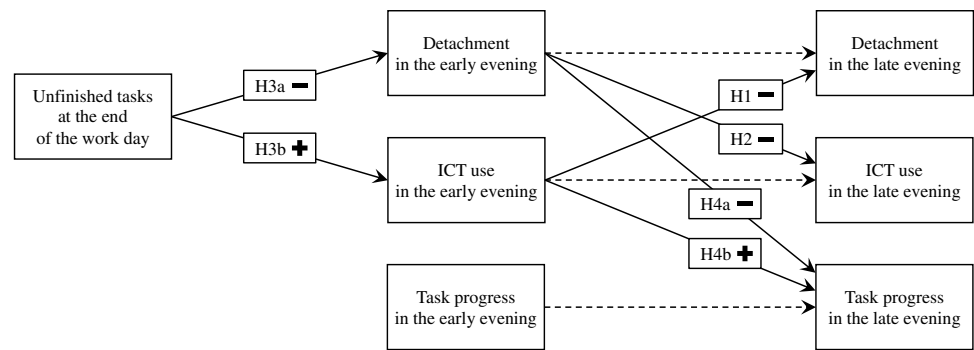 Unfinished tasks
at the end
of the work day
H3a −
H3b +
Detachment
in the early evening
ICT use
in the early evening
Task progress
in the early evening
H1 −
H2 −
H4a −
H4b +
Detachment
in the late evening
ICT use
in the late evening
Task progress
in the late evening